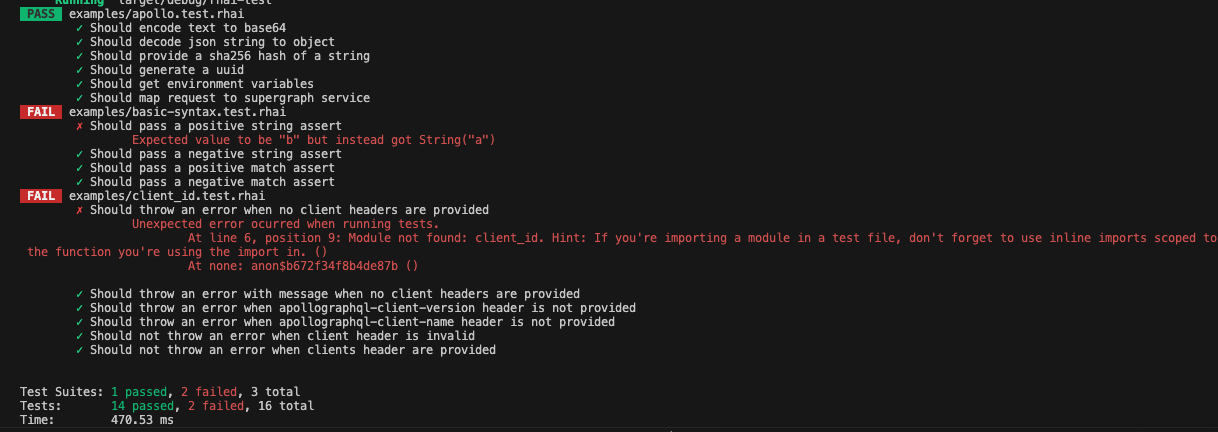 Running `target/debug/rhai-test`
PASS examples/apollo.test.rhai
✓ Should encode text to base64
✓ Should decode json string to object
✓ Should provide a sha256 hash of a string
✓ Should generate a uuid
✓ Should get environment variables
✓ Should map request to supergraph service
FAIL examples/basic-syntax.test.rhai
✗ Should pass a positive string assert
Expected value to be "b" but instead got String("a")
✓ Should pass a negative string assert
✓ Should pass a positive match assert
✓ Should pass a negative match assert
FAIL examples/client_id.test.rhai
✗ Should throw an error when no client headers are provided
Unexpected error ocurred when running tests.
At line 6, position 9: Module not found: client_id. Hint: If you're importing a module in a test file, don't forget to use inline imports scoped to
the function you're using the import in. ()
At none: anon$b672f34f8b4de87b ()
✓ Should throw an error with message when no client headers are provided
✓ Should throw an error when apollographql-client-version header is not provided
✓ Should throw an error when apollographql-client-name header is not provided
✓ Should not throw an error when client header is invalid
✓ Should not throw an error when clients header are provided
Test Suites: 1 passed, 2 failed, 3 total
Tests: 14 passed, 2 failed, 16 total
Time: 470.53 ms